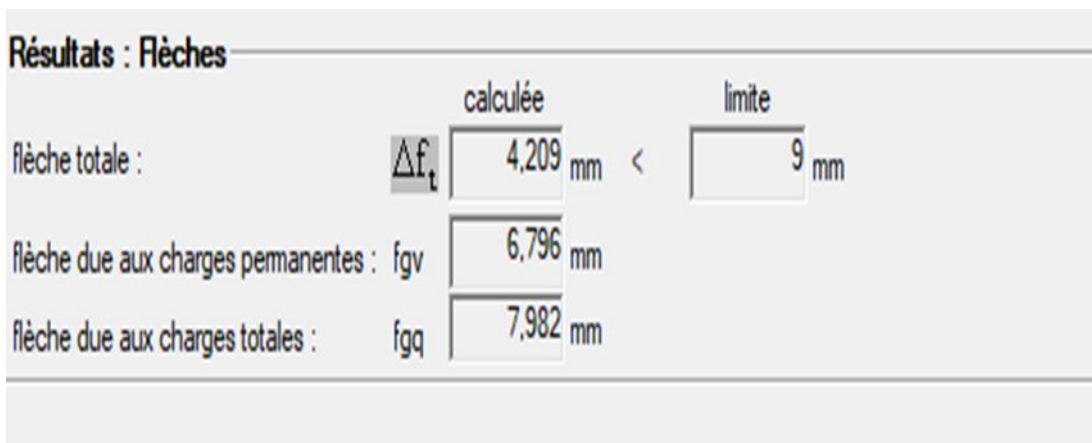 Résultats : Flèches
calculée limite
flèche totale : Δft 4,209 mm < 9 mm
flèche due aux charges permanentes : fgv 6,796 mm
flèche due aux charges totales : fgq 7,982 mm